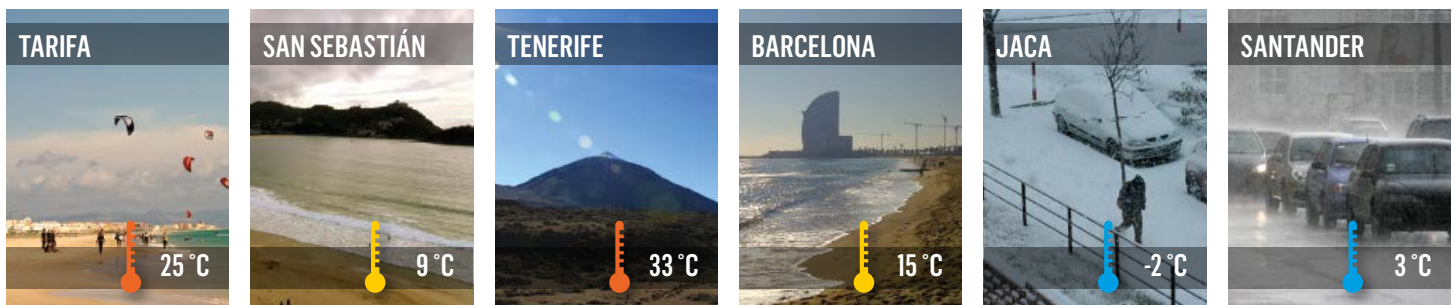 TARIFA
25 °C
SAN SEBASTIÁN
9 °C
TENERIFE
33 °C
BARCELONA
15 °C
JACA
-2 °C
SANTANDER
3 °C